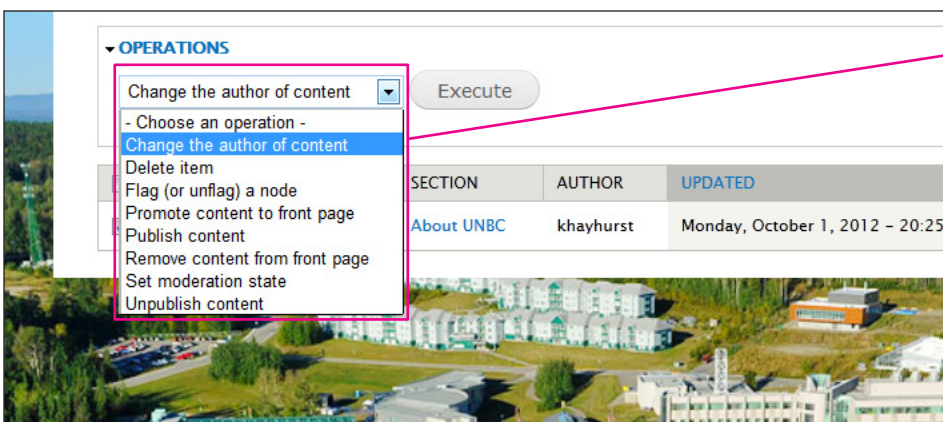 OPERATIONS
Change the author of content
Execute
- Choose an operation -
Change the author of content
Delete item
Flag (or unflag) a node
Promote content to front page
Publish content
Remove content from front page
Set moderation state
Unpublish content
SECTION AUTHOR UPDATED
About UNBC khayhurst Monday, October 1, 2012 – 20:25